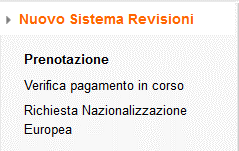 Nuovo Sistema Revisioni
Prenotazione
Verifica pagamento in corso
Richiesta Nazionalizzazione
Europea